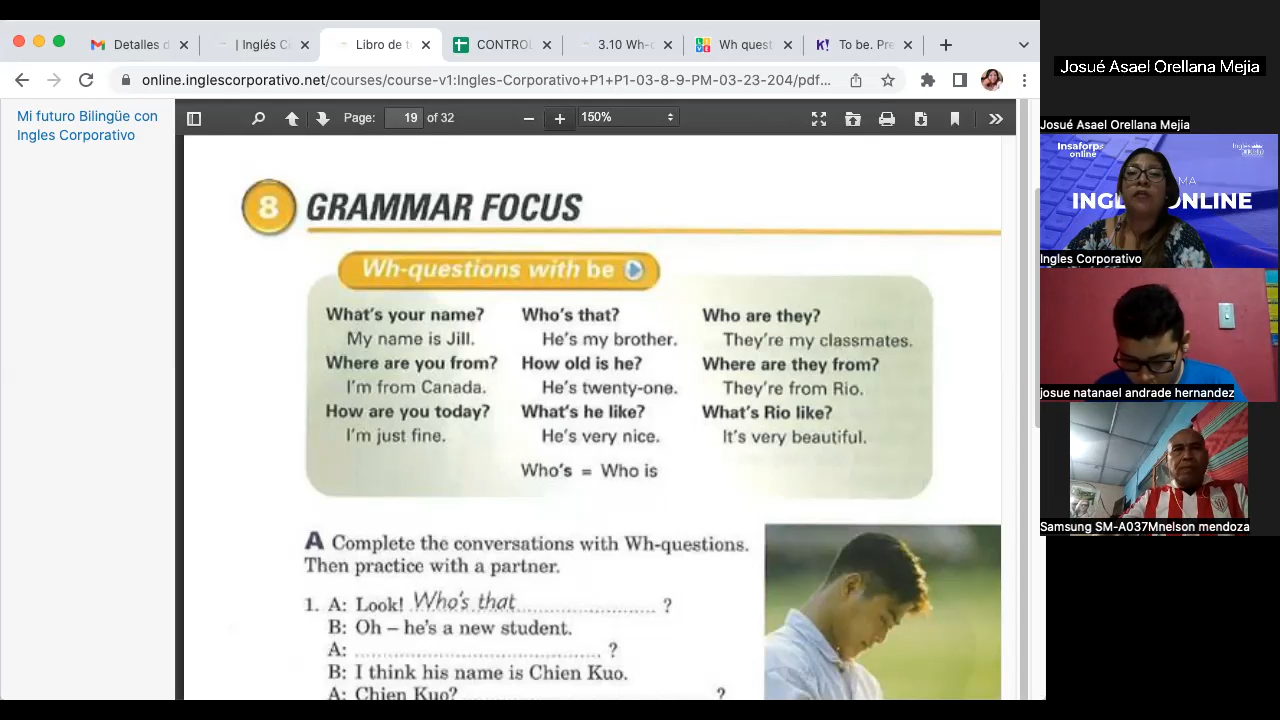 Detalles d
| Inglés C
Libro de t
CONTROL
3.10 Wh-
Wh quest
To be. Pre
online.inglescorporativo.net/courses/course-v1:Ingles-Corporativo+P1+P1-03-8-9-PM-03-23-204/pdf...
Mi futuro Bilingüe con
Ingles Corporativo
Page: 19 of 32
150%
8 GRAMMAR FOCUS
Wh-questions with be
What's your name?
My name is Jill.
Where are you from?
I'm from Canada.
How are you today?
I'm just fine.
Who's that?
He's my brother.
How old is he?
He's twenty-one.
What's he like?
He's very nice.
Who's = Who is
Who are they?
They're my classmates.
Where are they from?
They're from Rio.
What's Rio like?
It's very beautiful.
A Complete the conversations with Wh-questions.
Then practice with a partner.
1. A: Look! Who's that ?
B: Oh – he's a new student.
A: ?
B: I think his name is Chien Kuo.
A: Chien Kuo? ?
Josué Asael Orellana Mejia
Josué Asael Orellana Mejia
Insaforp
online
INGL ONLINE
Ingles Corporativo
josue natanael andrade hernandez
Samsung SM-A037Mnelson mendoza